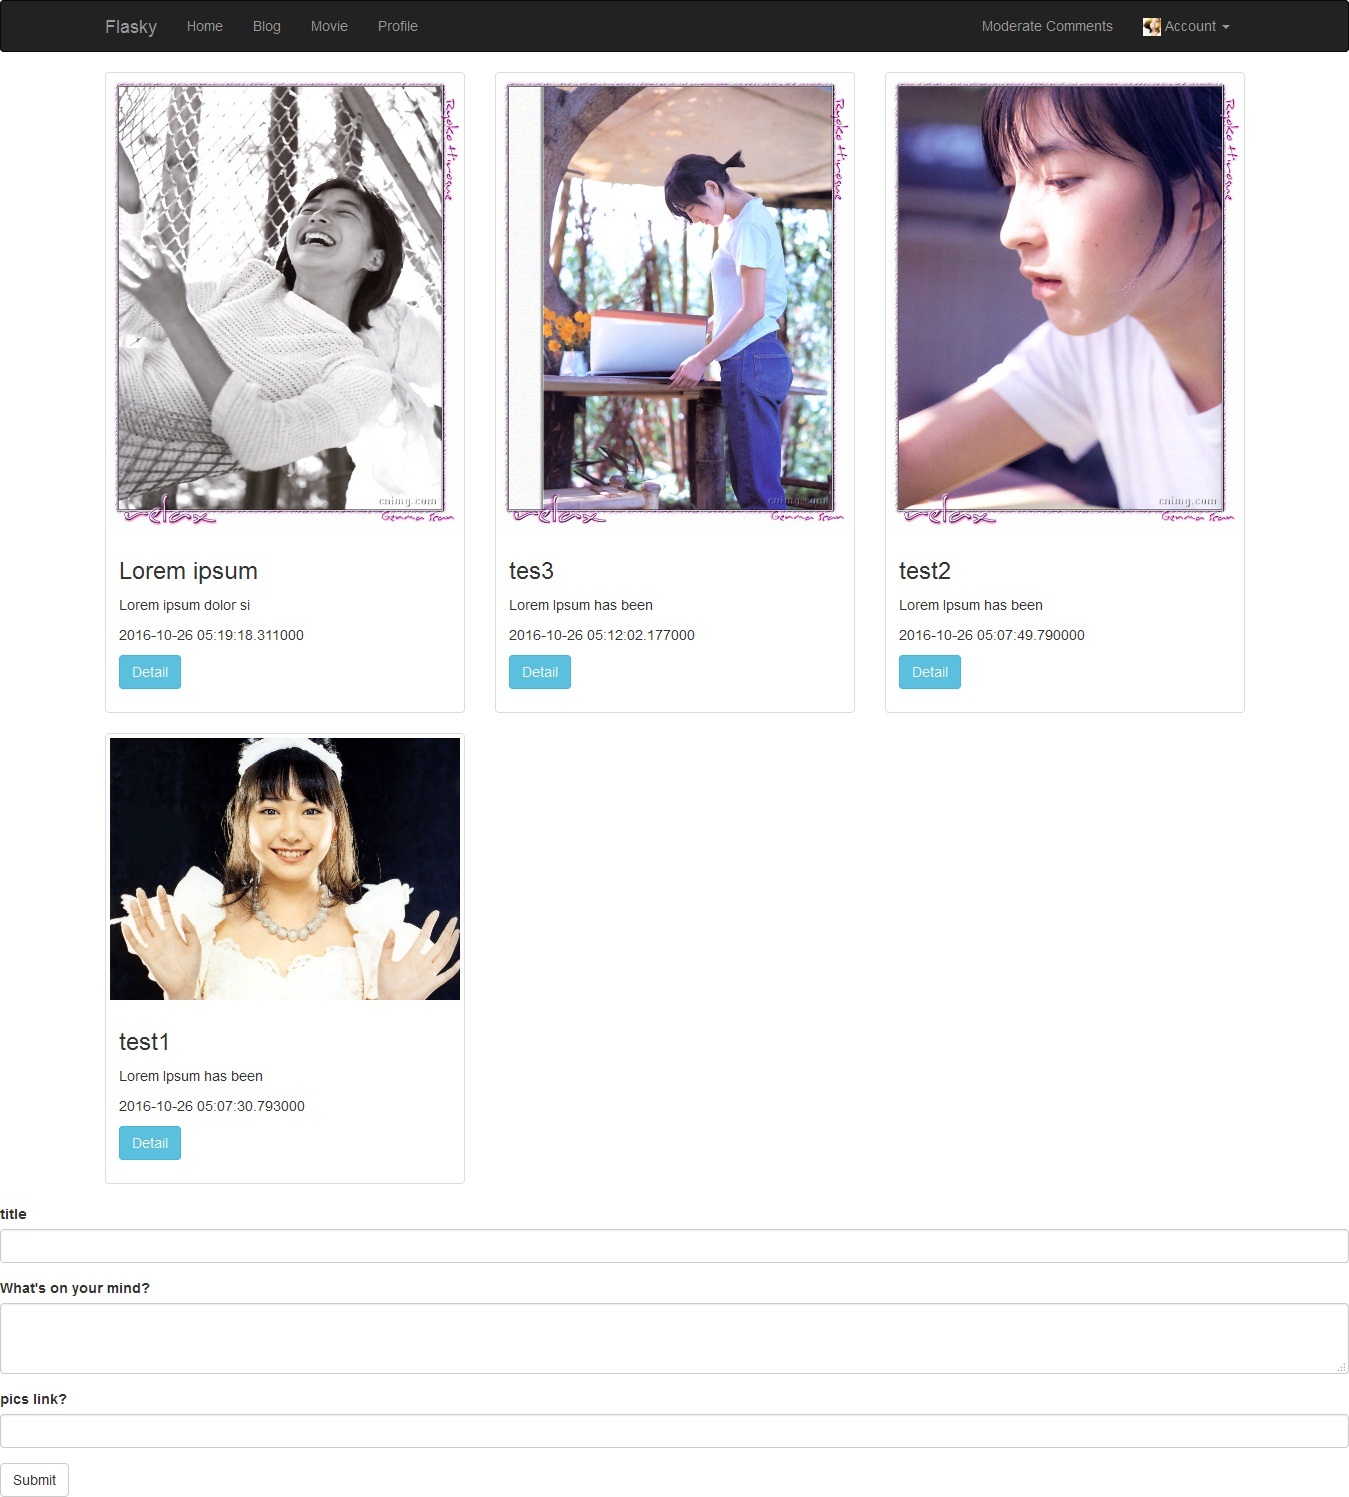 Flasky Home Blog Movie Profile Moderate Comments Account
Ryoko Hirosue
cnimg.com
relax
Gemma Sean
Ryoko Hirosue
cnimg.com
relax
Gemma Sean
Ryoko Hirosue
cnimg.com
relax
Gemma Sean
Lorem ipsum
Lorem ipsum dolor si
2016-10-26 05:19:18.311000
Detail
tes3
Lorem Ipsum has been
2016-10-26 05:12:02.177000
Detail
test2
Lorem Ipsum has been
2016-10-26 05:07:49.790000
Detail
test1
Lorem Ipsum has been
2016-10-26 05:07:30.793000
Detail
title
What's on your mind?
pics link?
Submit